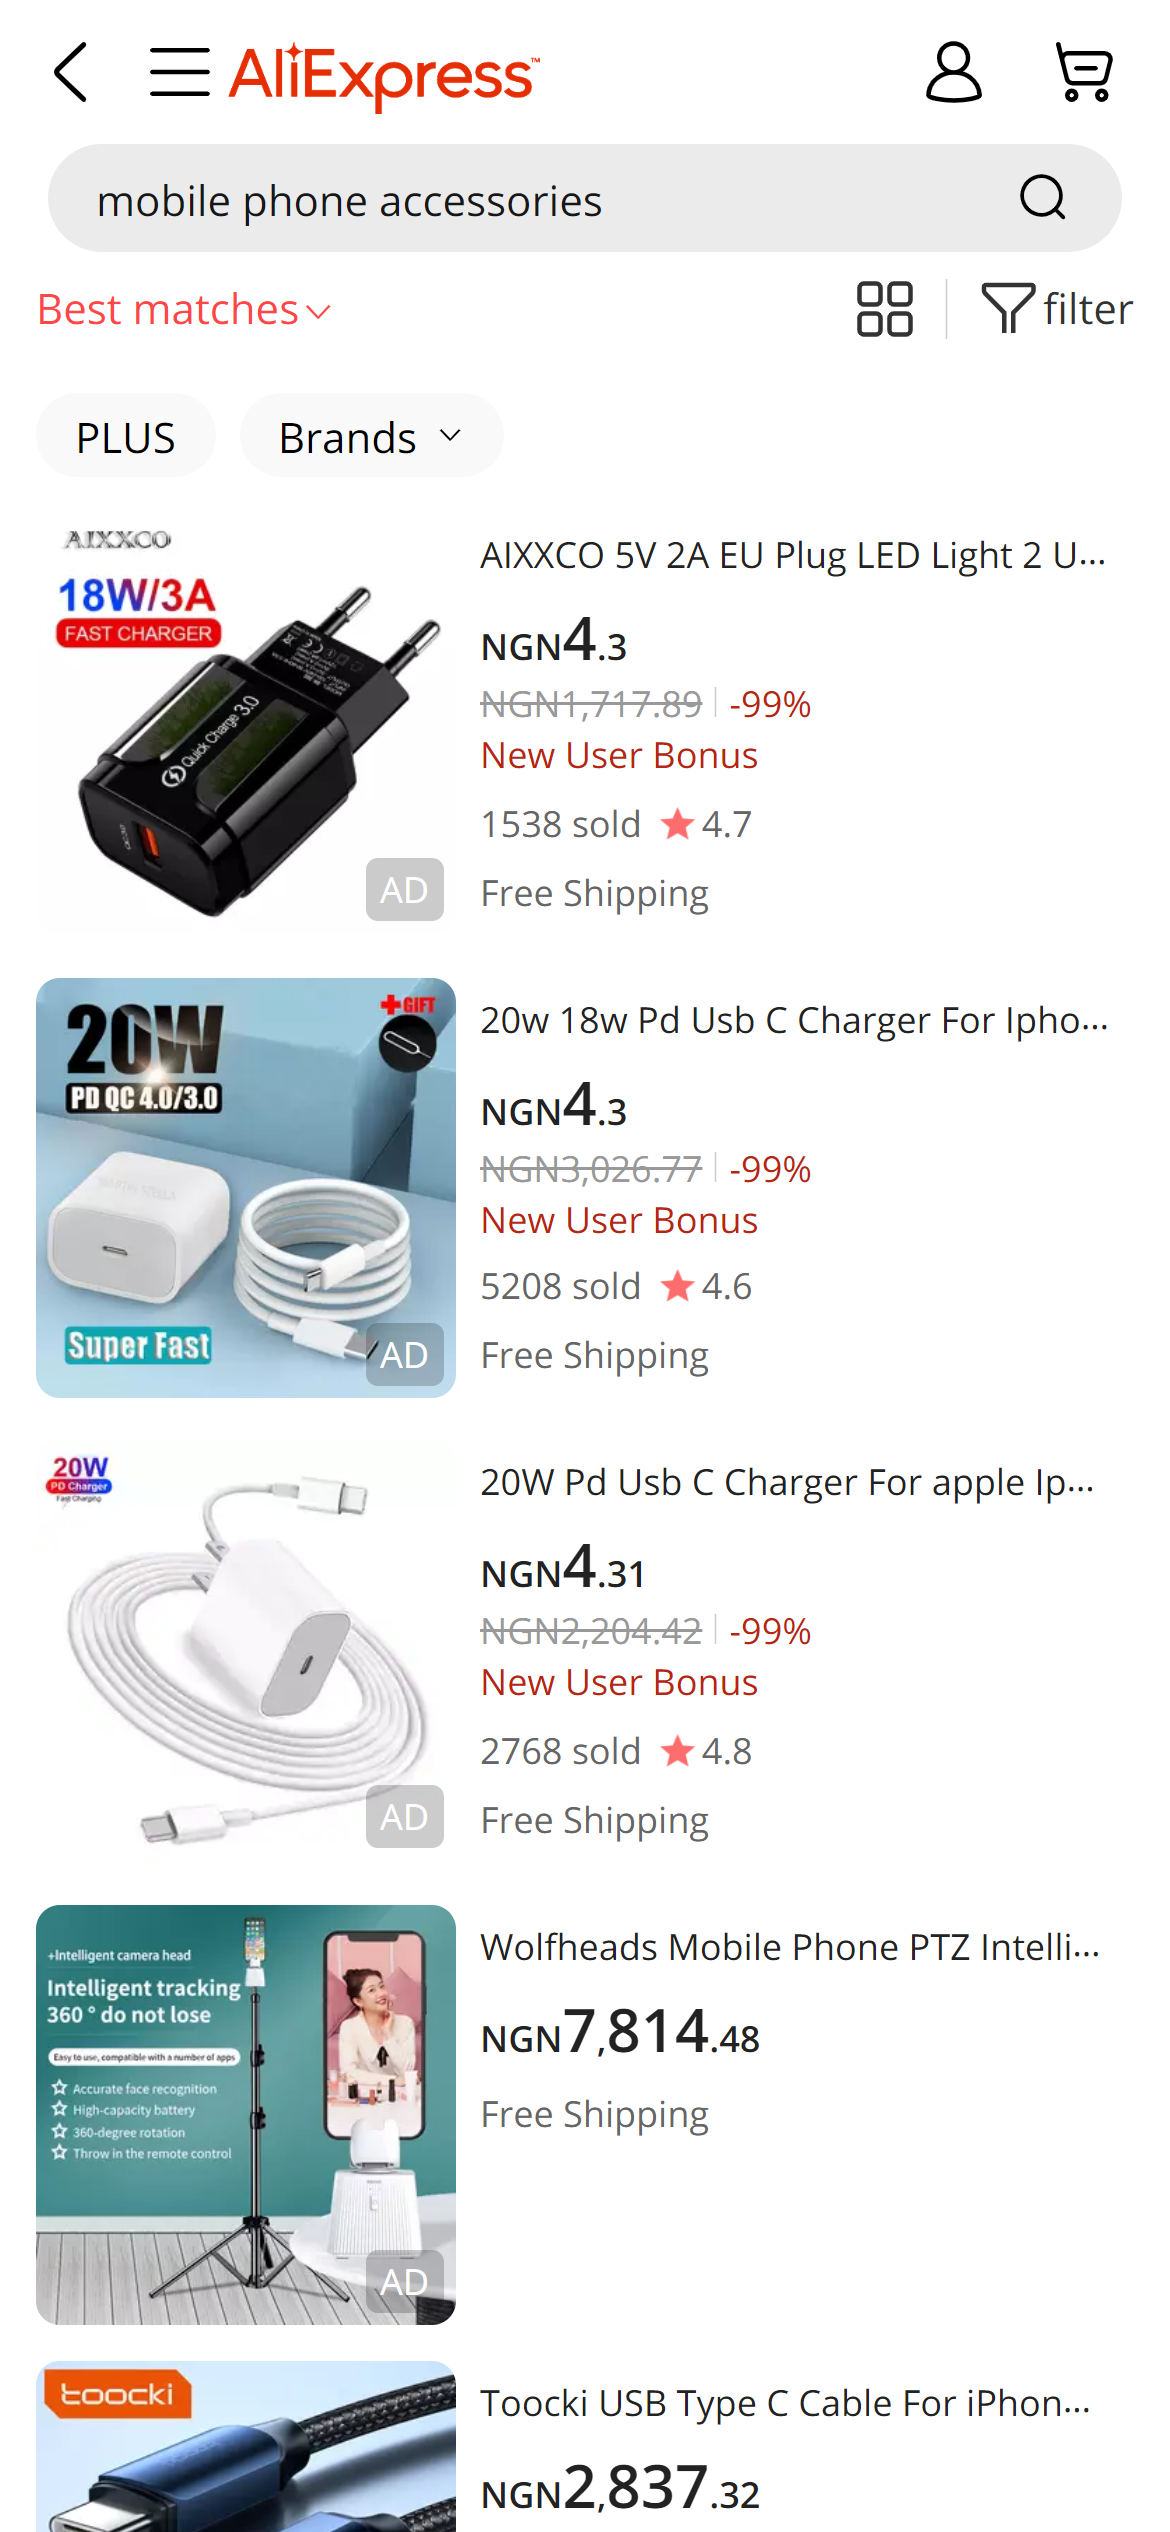 AliExpress™
mobile phone accessories
Best matches
filter
PLUS
Brands
AIXXCO
18W/3A
FAST CHARGER
Quick Charge 3.0
AD
AIXXCO 5V 2A EU Plug LED Light 2 U...
NGN4.3
NGN1,717.89 -99%
New User Bonus
1538 sold 4.7
Free Shipping
20W
PD QC 4.0/3.0
+GIFT
Super Fast
AD
20w 18w Pd Usb C Charger For Ipho...
NGN4.3
NGN3,026.77 -99%
New User Bonus
5208 sold 4.6
Free Shipping
20W
PD Charger
Fast Charging
AD
20W Pd Usb C Charger For apple Ip...
NGN4.31
NGN2,204.42 -99%
New User Bonus
2768 sold 4.8
Free Shipping
+Intelligent camera head
Intelligent tracking
360 ° do not lose
Easy to use, compatible with a number of apps
Accurate face recognition
High-capacity battery
360-degree rotation
Throw in the remote control
AD
Wolfheads Mobile Phone PTZ Intelli...
NGN7,814.48
Free Shipping
toocki
Toocki USB Type C Cable For iPhon...
NGN2,837.32